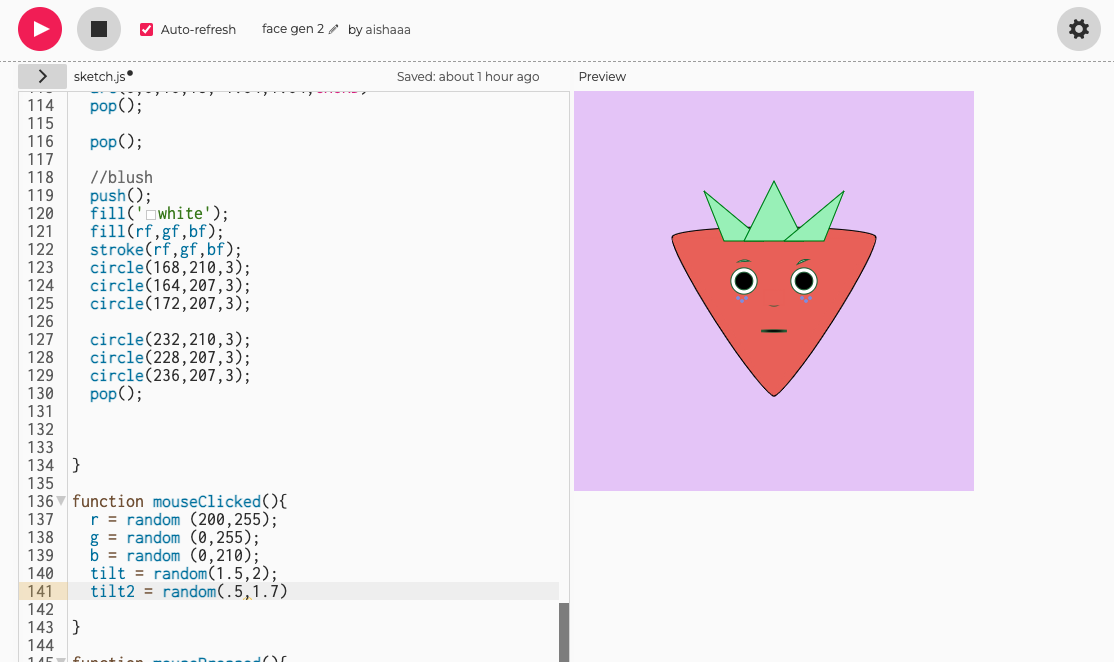 Auto-refresh face gen 2 by aishaaa
sketch.js Saved: about 1 hour ago Preview
114 pop();
115
116 pop();
117
118 //blush
119 push();
120 fill('white');
121 fill(rf,gf,bf);
122 stroke(rf,gf,bf);
123 circle(168,210,3);
124 circle(164,207,3);
125 circle(172,207,3);
126
127 circle(232,210,3);
128 circle(228,207,3);
129 circle(236,207,3);
130 pop();
131
132
133
134 }
135
136 function mouseClicked(){
137 r = random (200,255);
138 g = random (0,255);
139 b = random (0,210);
140 tilt = random(1.5,2);
141 tilt2 = random(.5,1.7)
142
143 }
144